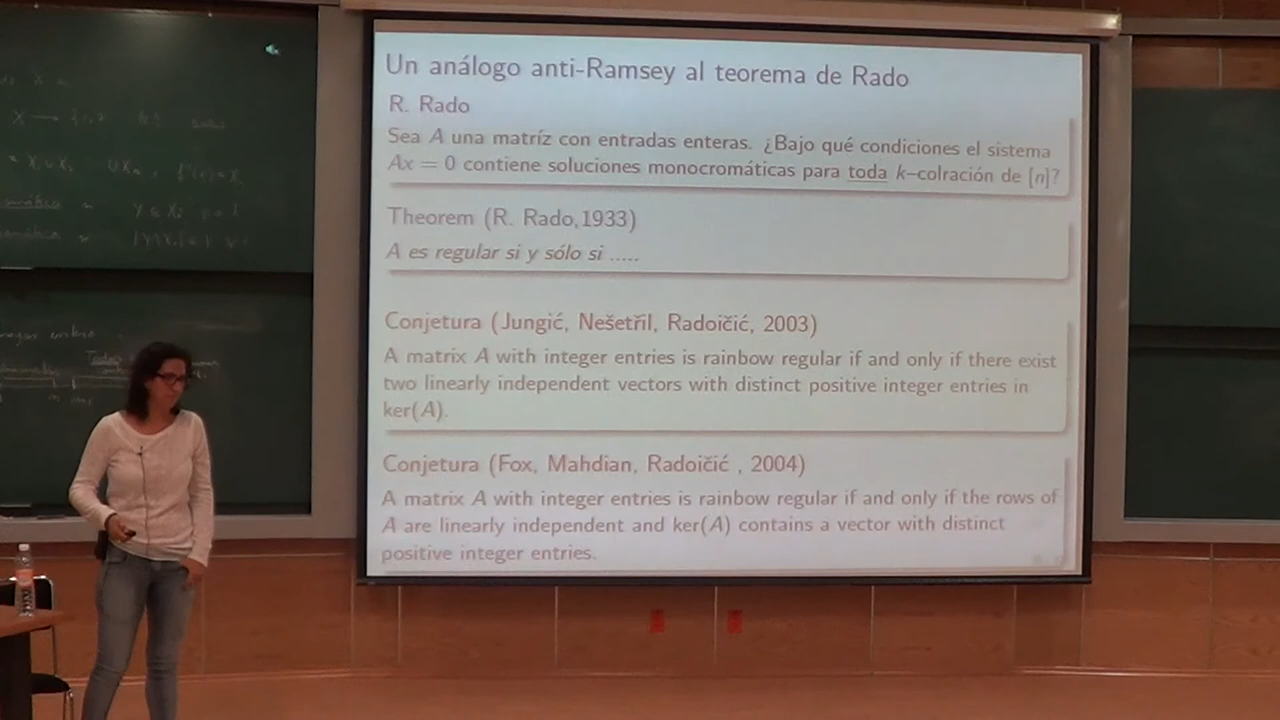 Un análogo anti-Ramsey al teorema de Rado
R. Rado
Sea A una matríz con entradas enteras. ¿Bajo qué condiciones el sistema
Ax = 0 contiene soluciones monocromáticas para toda k–colración de [n]?
Theorem (R. Rado,1933)
A es regular si y sólo si .....
Conjetura (Jungić, Nešetřil, Radoičić, 2003)
A matrix A with integer entries is rainbow regular if and only if there exist
two linearly independent vectors with distinct positive integer entries in
ker(A).
Conjetura (Fox, Mahdian, Radoičić , 2004)
A matrix A with integer entries is rainbow regular if and only if the rows of
A are linearly independent and ker(A) contains a vector with distinct
positive integer entries.